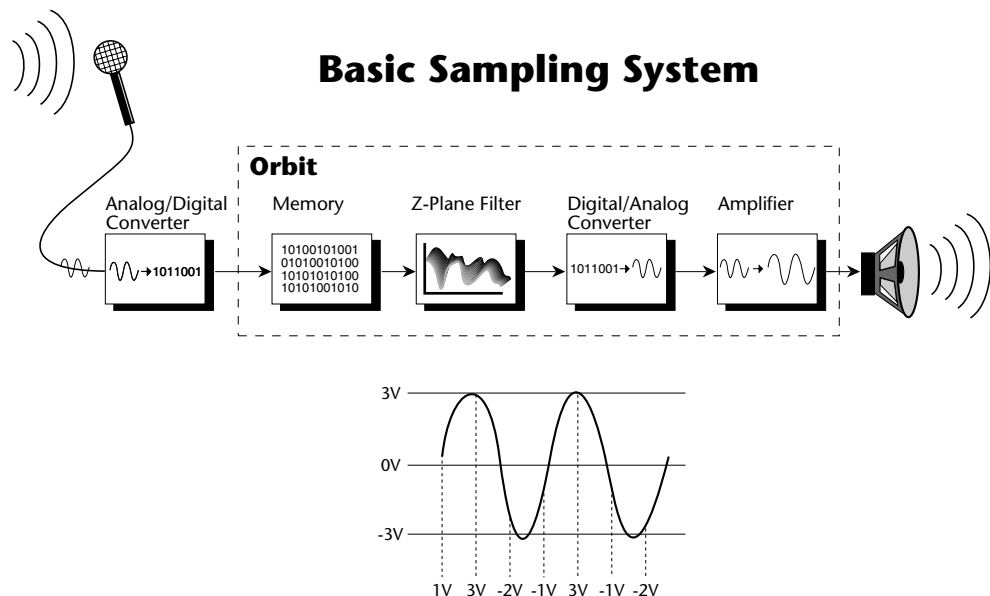 Basic Sampling System
Orbit
Analog/Digital
Converter
Memory
Z-Plane Filter
Digital/Analog
Converter
Amplifier
1011001
10100101001
01010010100
10101010100
10101001010
1011001
3V
0V
-3V
1V 3V -2V -1V 3V -1V -2V